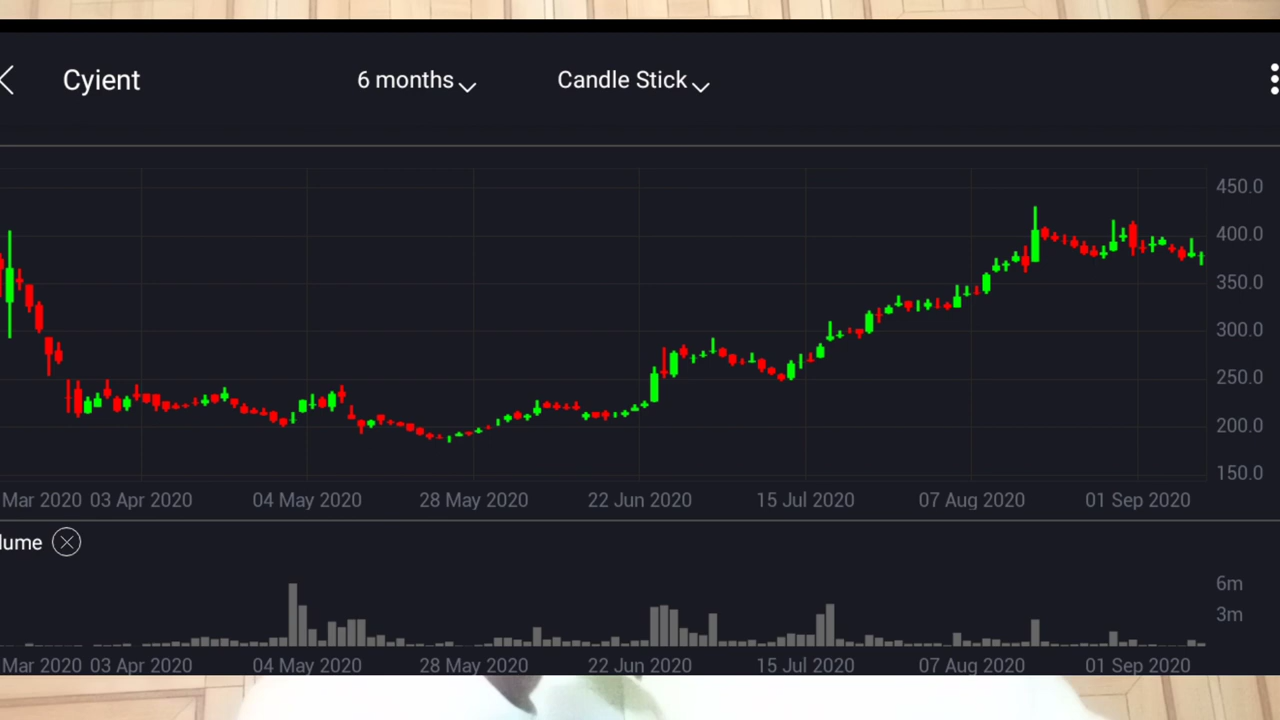 Cyient 6 months Candle Stick
450.0
400.0
350.0
300.0
250.0
200.0
150.0
Mar 2020 03 Apr 2020 04 May 2020 28 May 2020 22 Jun 2020 15 Jul 2020 07 Aug 2020 01 Sep 2020
lume
6m
3m
Mar 2020 03 Apr 2020 04 May 2020 28 May 2020 22 Jun 2020 15 Jul 2020 07 Aug 2020 01 Sep 2020